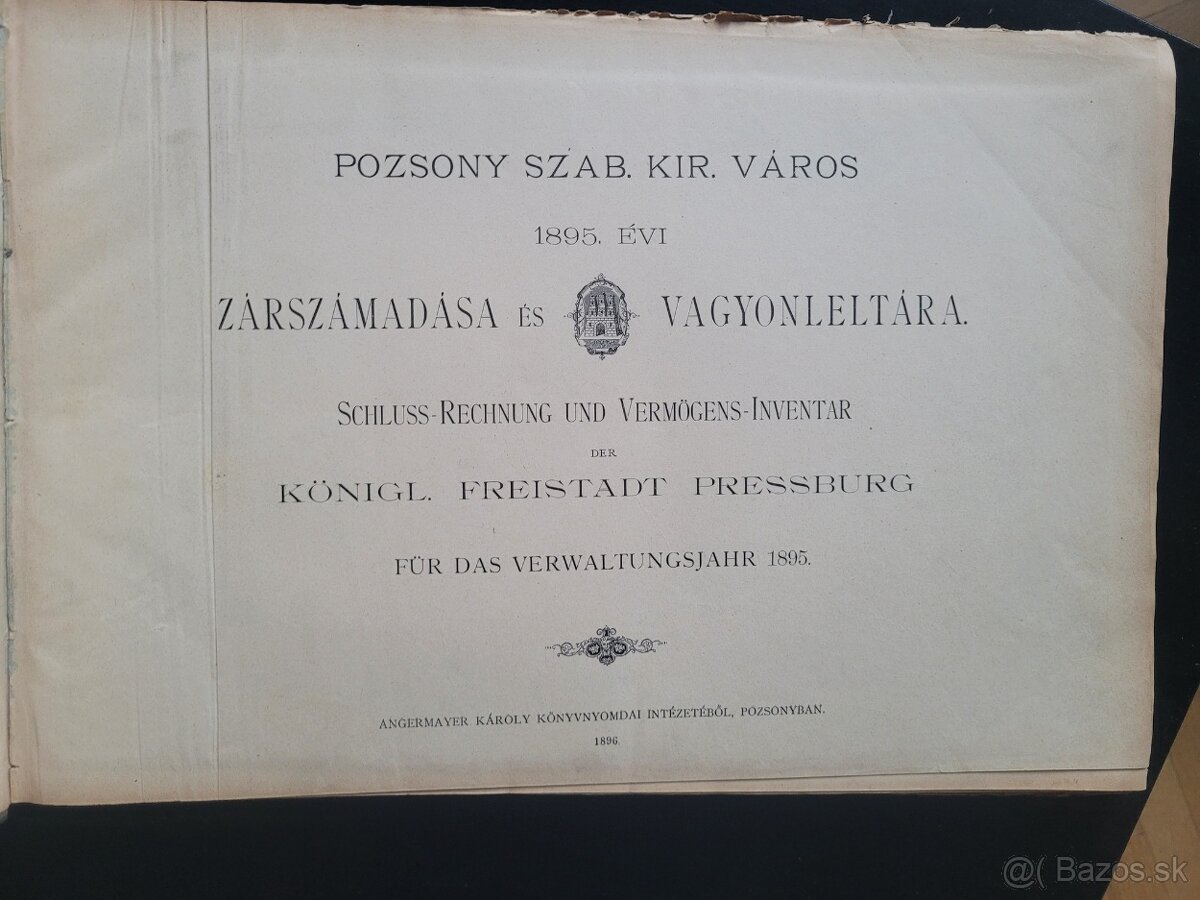 POZSONY SZAB. KIR. VÁROS
1895. ÉVI
ZÁRSZÁMADÁSA ÉS VAGYONLELTÁRA.
SCHLUSS-RECHNUNG UND VERMÖGENS-INVENTAR
DER
KÖNIGL. FREISTADT PRESSBURG
FÜR DAS VERWALTUNGSJAHR 1895.
ANGERMAYER KÁROLY KÖNYVNYOMDAI INTÉZETÉBŐL, POZSONYBAN.
1896.
@( Bazos.sk